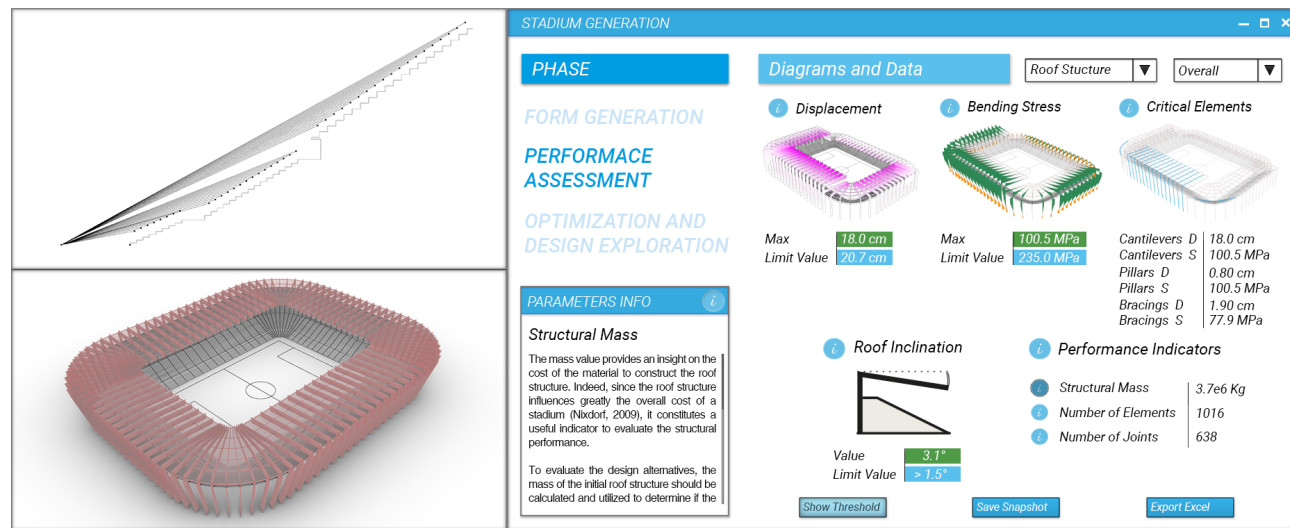 STADIUM GENERATION
PHASE
FORM GENERATION
PERFORMACE
ASSESSMENT
OPTIMIZATION AND
DESIGN EXPLORATION
PARAMETERS INFO i
Structural Mass
The mass value provides an insight on the
cost of the material to construct the roof
structure. Indeed, since the roof structure
influences greatly the overall cost of a
stadium (Nixdorf, 2009), it constitutes a
useful indicator to evaluate the structural
performance.
To evaluate the design alternatives, the
mass of the initial roof structure should be
calculated and utilized to determine if the
Diagrams and Data
Roof Stucture
Overall
i Displacement
Max 18.0 cm
Limit Value 20.7 cm
i Bending Stress
Max 100.5 MPa
Limit Value 235.0 MPa
i Critical Elements
Cantilevers D 18.0 cm
Cantilevers S 100.5 MPa
Pillars D 0.80 cm
Pillars S 100.5 MPa
Bracings D 1.90 cm
Bracings S 77.9 MPa
i Roof Inclination
Value 3.1°
Limit Value > 1.5°
i Performance Indicators
i Structural Mass 3.7e6 Kg
i Number of Elements 1016
i Number of Joints 638
Show Threshold
Save Snapshot
Export Excel